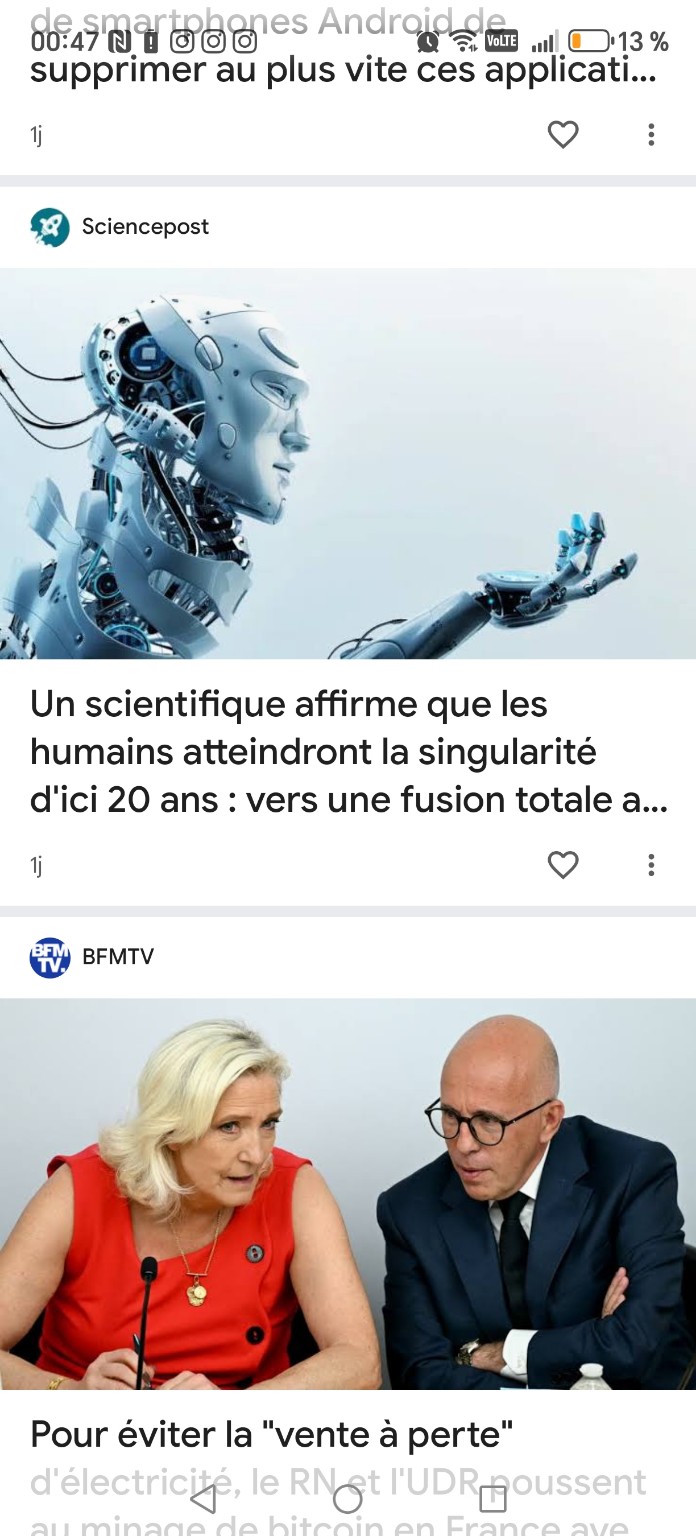 de smartphones Android de
00:47 VoLTE 13 %
supprimer au plus vite ces applicati...
1j
Sciencepost
Un scientifique affirme que les
humains atteindront la singularité
d'ici 20 ans : vers une fusion totale a...
1j
BFM
TV.
BFMTV
Pour éviter la "vente à perte"
d'électricité, le RN et l'UDR poussent
au minage de bitcoin en France ave